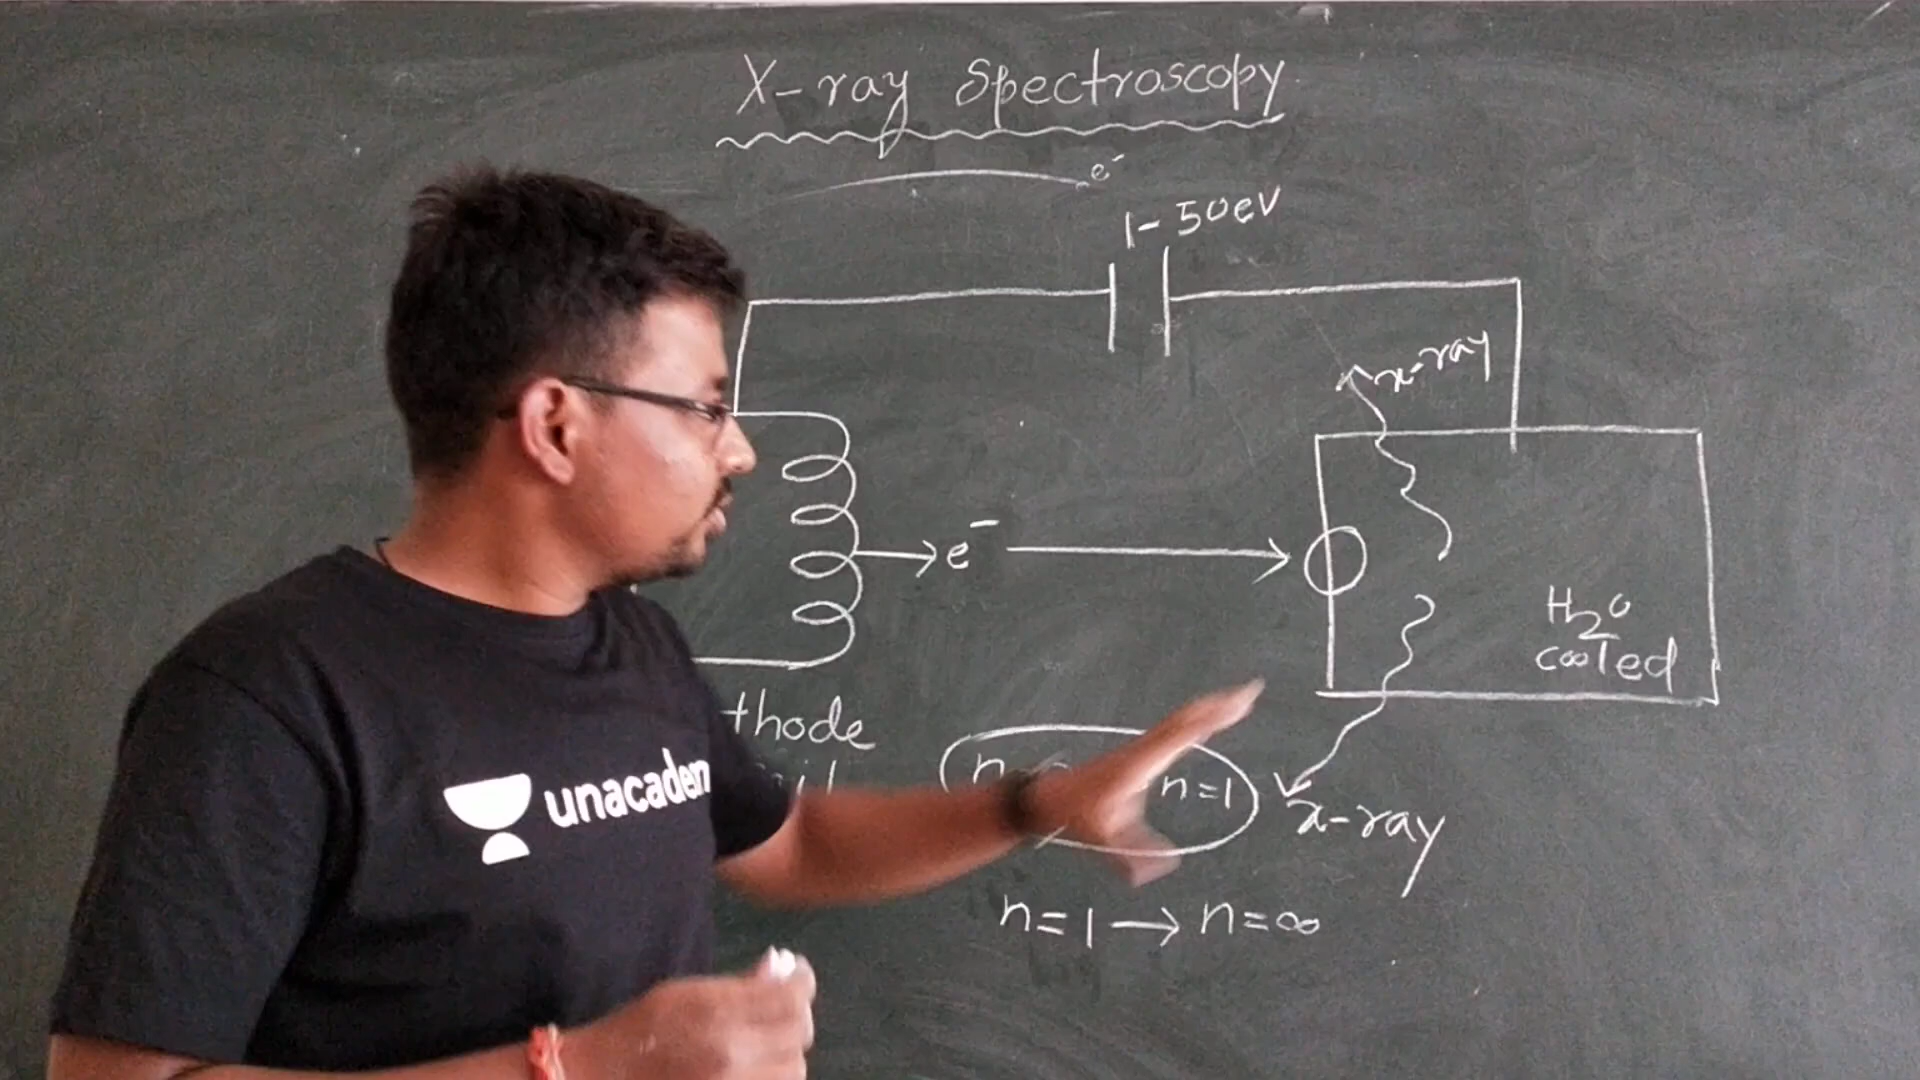 X-ray Spectroscopy
e⁻
1- 50ev
x-ray
e⁻
H₂O
cooled
thode
n n=1
x-ray
n=1 → n=∞
unacadem